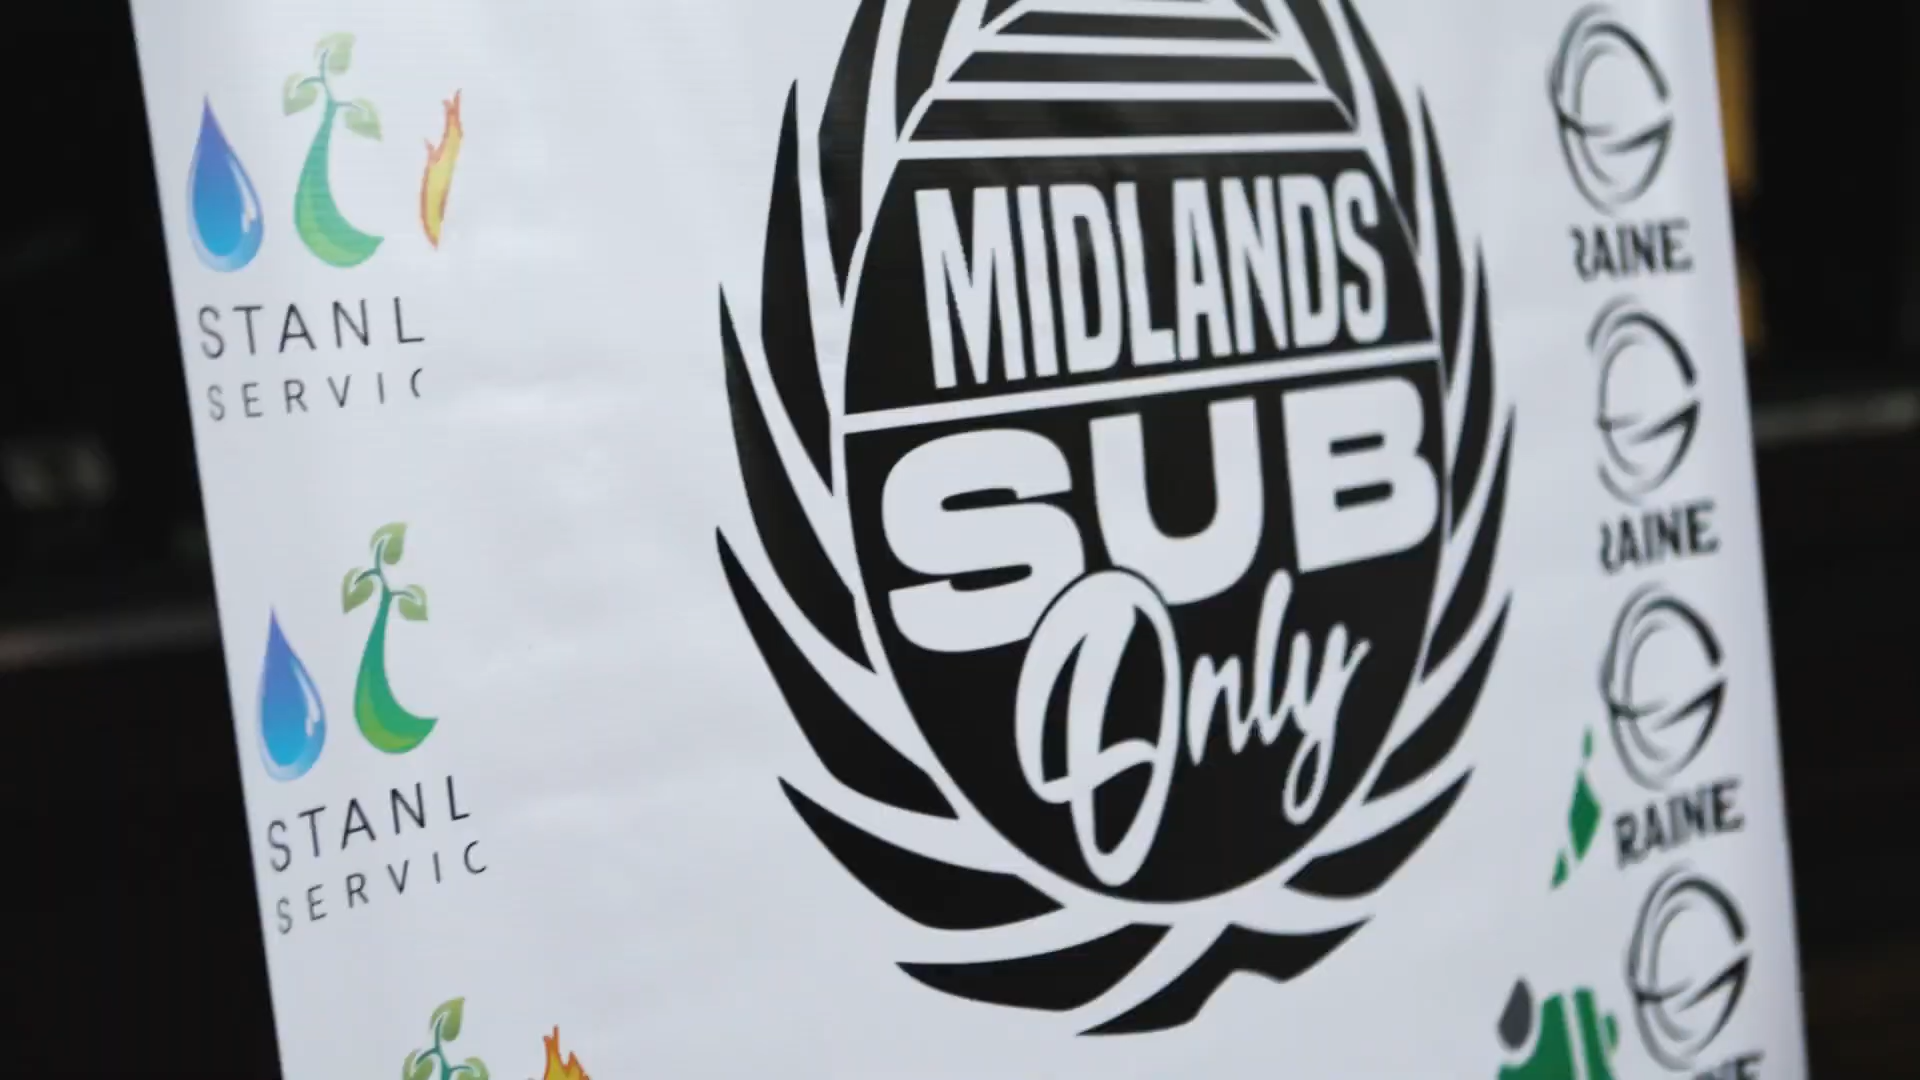 STANL
SERVIC
STANL
SERVIC
MIDLANDS
SUB
Only
RAINE
RAINE
RAINE